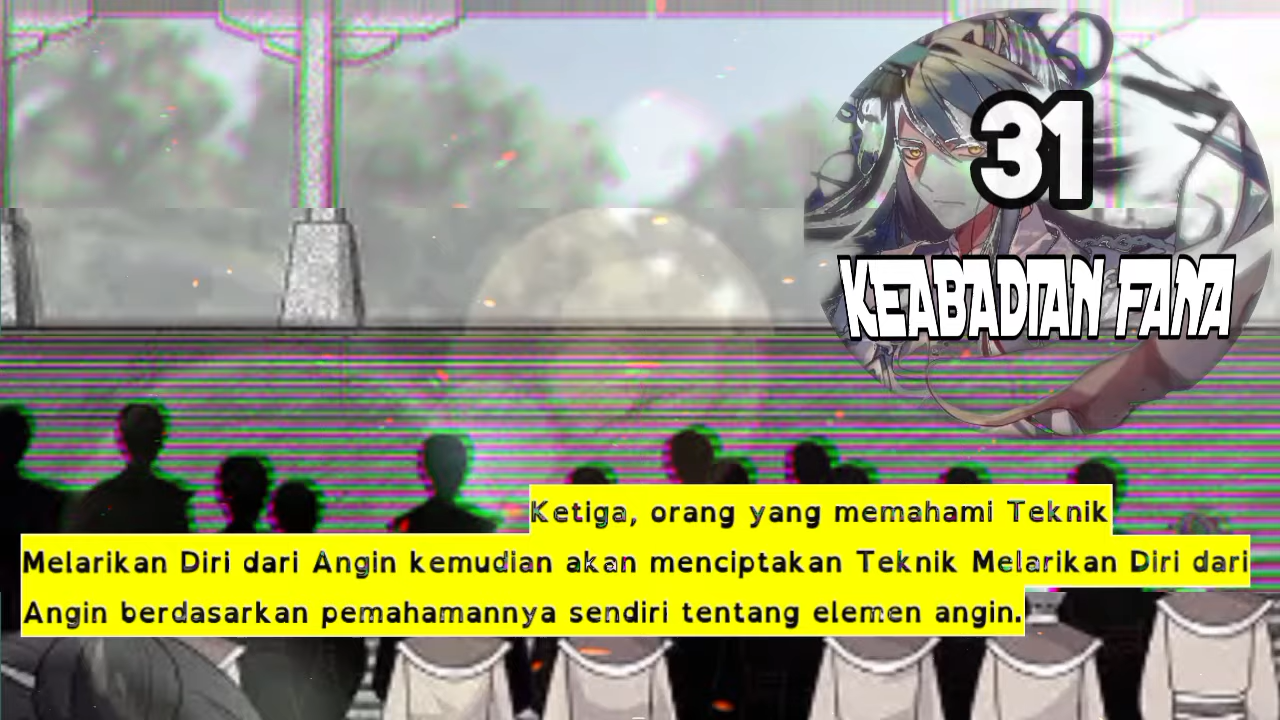 31
KEABADIAN FANA
Ketiga, orang yang memahami Teknik
Melarikan Diri dari Angin kemudian akan menciptakan Teknik Melarikan Diri dari
Angin berdasarkan pemahamannya sendiri tentang elemen angin.